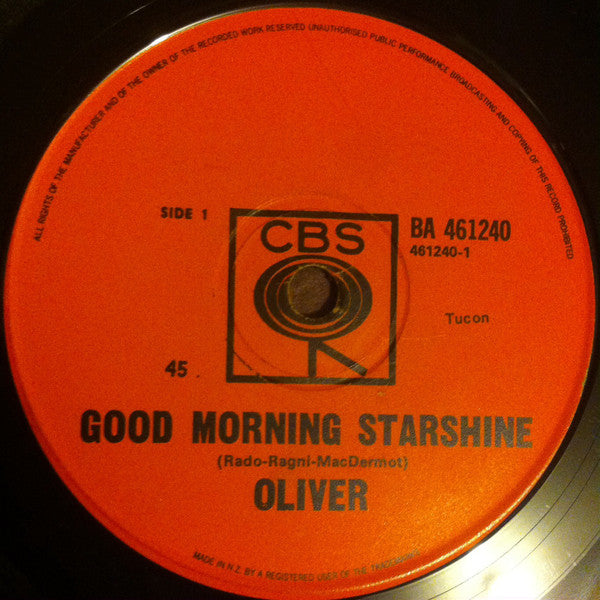 ALL RIGHTS OF THE MANUFACTURER AND OF THE OWNER OF THE RECORDED WORK RESERVED UNAUTHORISED PUBLIC PERFORMANCE BROADCASTING AND COPYING OF THIS RECORD PROHIBITED
SIDE 1
CBS
BA 461240
461240-1
Tucon
45
GOOD MORNING STARSHINE
(Rado-Ragni-MacDermot)
OLIVER
MADE IN N.Z. BY A REGISTERED USER OF THE TRADEMARKS